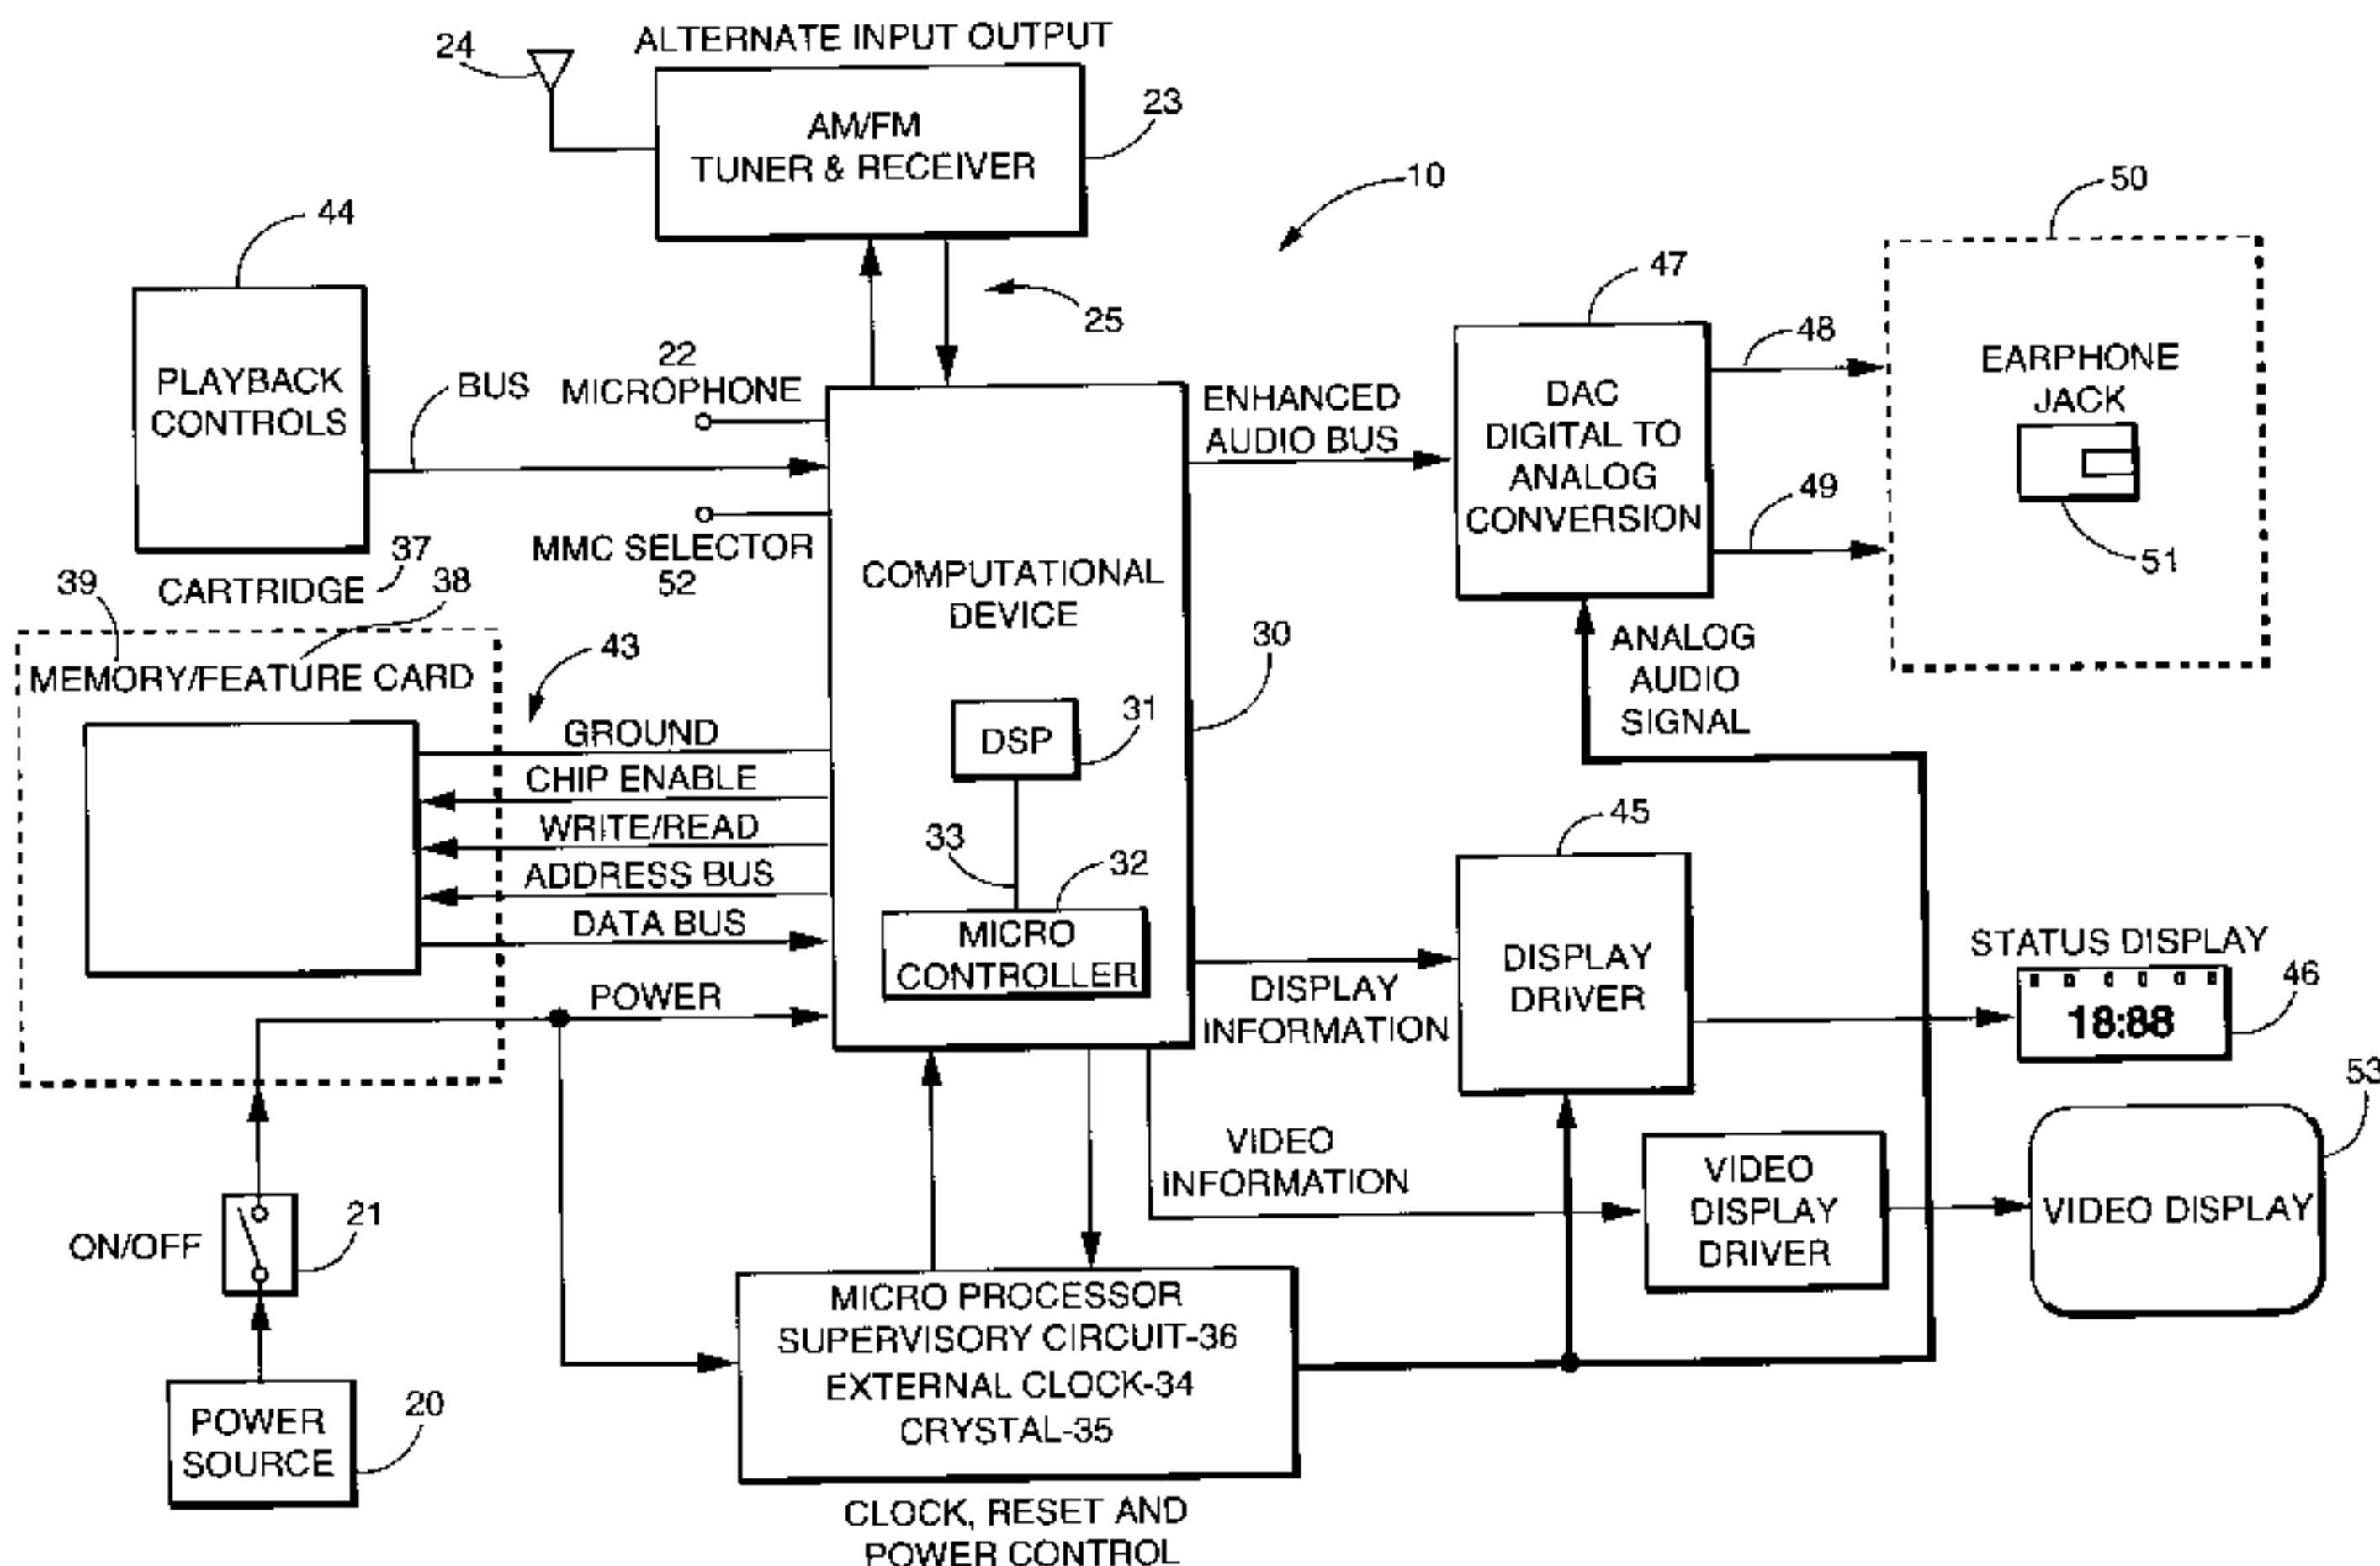 24
ALTERNATE INPUT OUTPUT
AM/FM
TUNER & RECEIVER
23
10
25
44
PLAYBACK
CONTROLS
BUS
22
MICROPHONE
MMC SELECTOR
52
CARTRIDGE 37
39
38
MEMORY/FEATURE CARD
43
GROUND
CHIP ENABLE
WRITE/READ
ADDRESS BUS
DATA BUS
POWER
COMPUTATIONAL
DEVICE
30
DSP
31
33
32
MICRO
CONTROLLER
ENHANCED
AUDIO BUS
47
DAC
DIGITAL TO
ANALOG
CONVERSION
48
49
50
EARPHONE
JACK
51
ANALOG
AUDIO
SIGNAL
45
DISPLAY
DRIVER
DISPLAY
INFORMATION
STATUS DISPLAY
18:88
46
VIDEO
INFORMATION
VIDEO
DISPLAY
DRIVER
53
VIDEO DISPLAY
ON/OFF
21
POWER
SOURCE
20
MICRO PROCESSOR
SUPERVISORY CIRCUIT-36
EXTERNAL CLOCK-34
CRYSTAL-35
CLOCK, RESET AND
POWER CONTROL